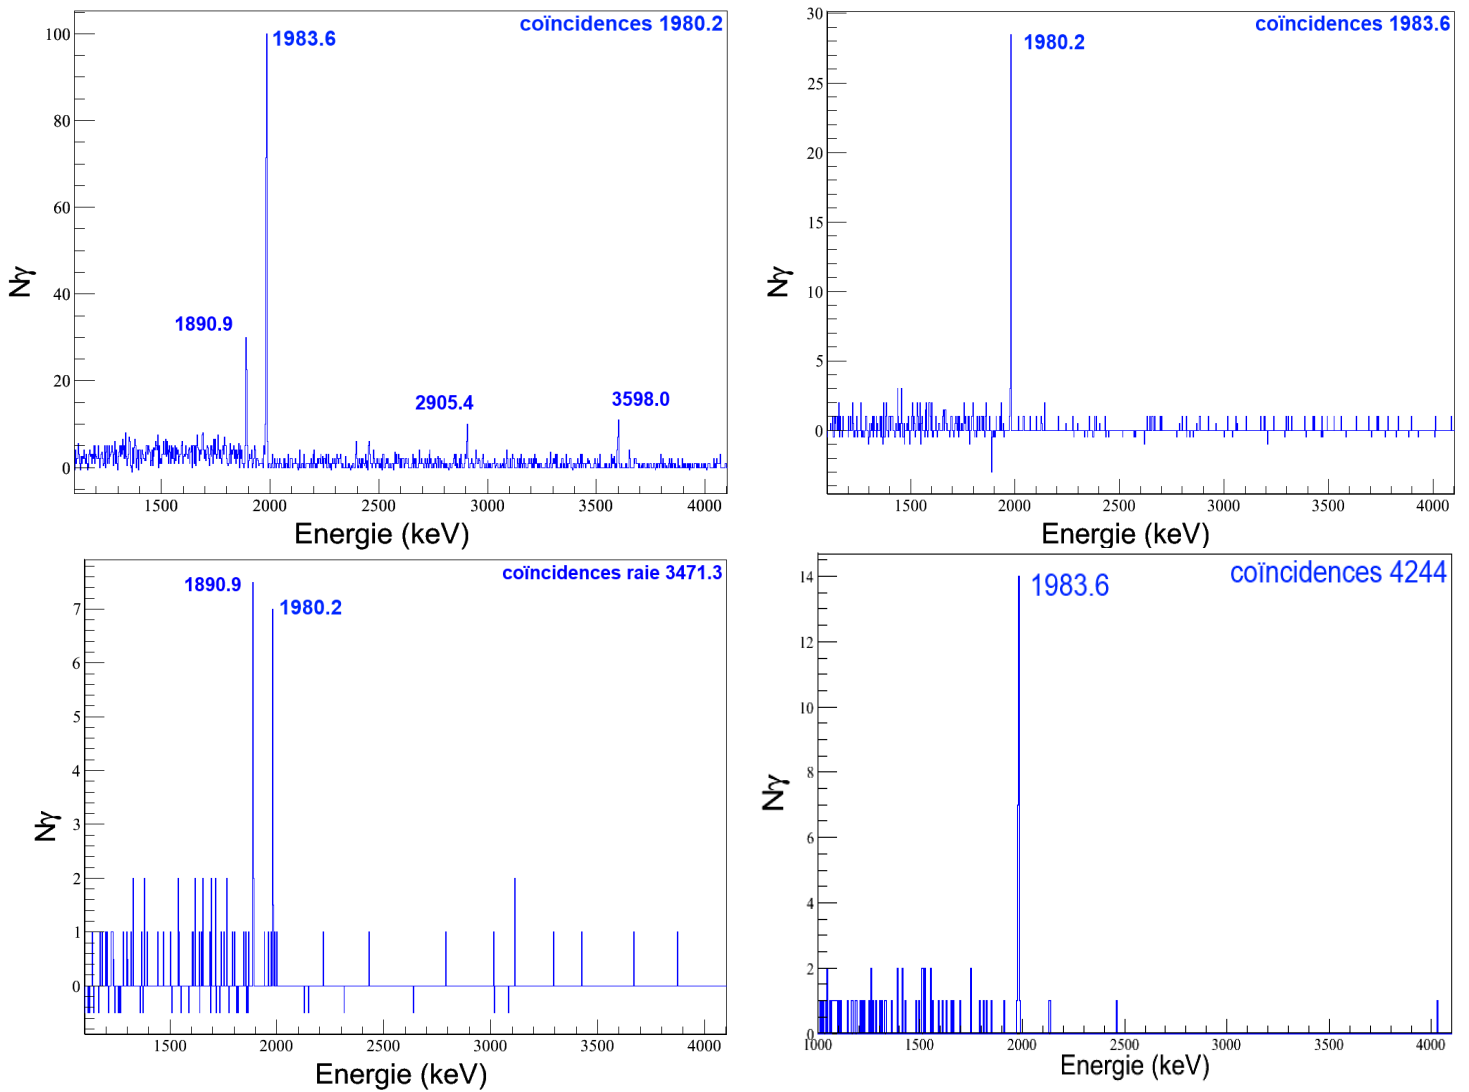 coïncidences 1980.2
1983.6
1890.9
2905.4
3598.0
100
80
60
40
20
0
Nγ
1500 2000 2500 3000 3500 4000
Energie (keV)
coïncidences 1983.6
1980.2
30
25
20
15
10
5
0
Nγ
1500 2000 2500 3000 3500 4000
Energie (keV)
coïncidences raie 3471.3
1890.9
1980.2
7
6
5
4
3
2
1
0
Nγ
1500 2000 2500 3000 3500 4000
Energie (keV)
coïncidences 4244
1983.6
14
12
10
8
6
4
2
0
Nγ
1000 1500 2000 2500 3000 3500 4000
Energie (keV)